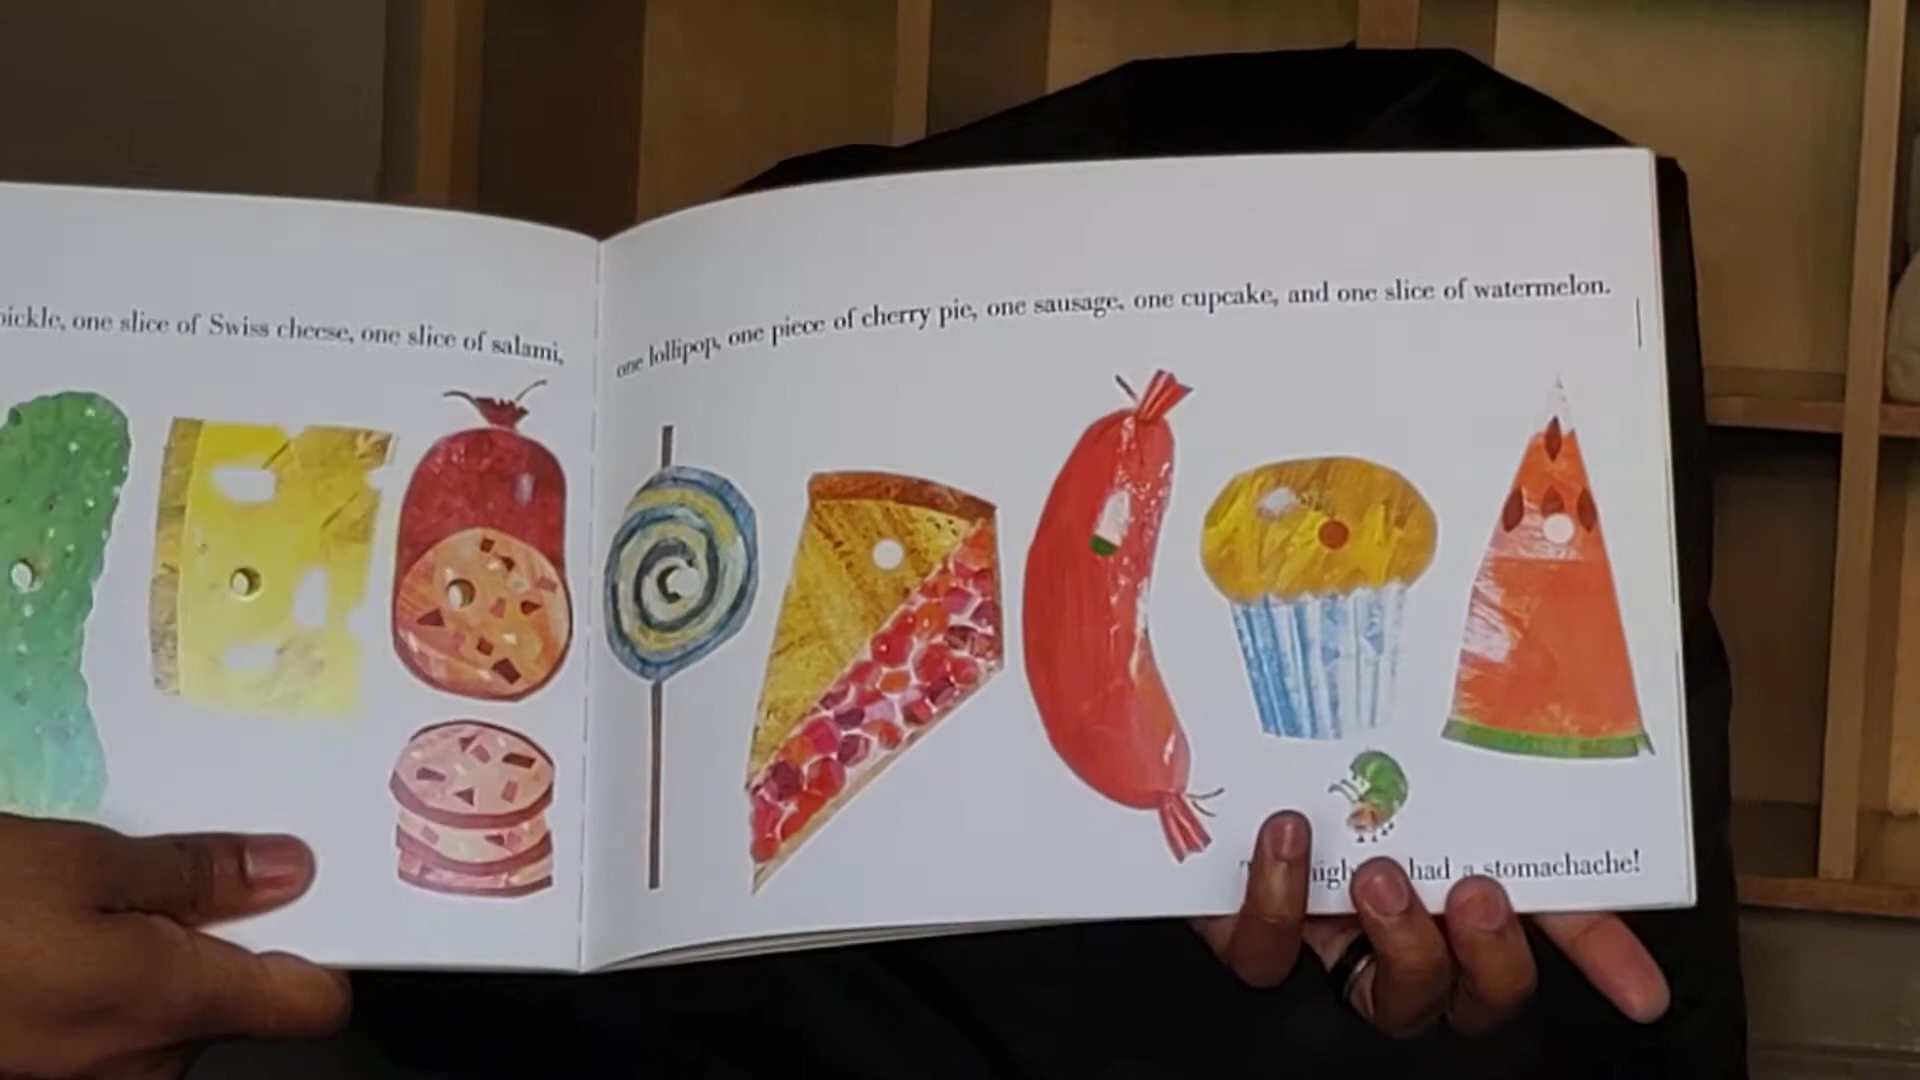 pickle, one slice of Swiss cheese, one slice of salami,
one lollipop, one piece of cherry pie, one sausage, one cupcake, and one slice of watermelon.
had a stomachache!